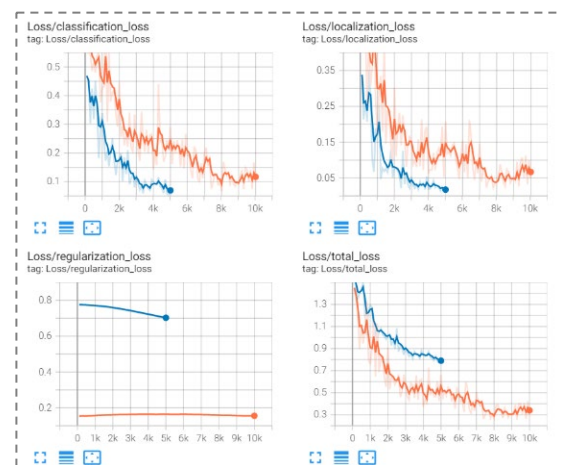 Loss/classification_loss
tag: Loss/classification_loss
0.5
0.4
0.3
0.2
0.1
0 2k 4k 6k 8k 10k
Loss/localization_loss
tag: Loss/localization_loss
0.35
0.25
0.15
0.05
0 2k 4k 6k 8k 10k
Loss/regularization_loss
tag: Loss/regularization_loss
0.8
0.6
0.4
0.2
0 1k 2k 3k 4k 5k 6k 7k 8k 9k 10k
Loss/total_loss
tag: Loss/total_loss
1.3
1.1
0.9
0.7
0.5
0.3
0 1k 2k 3k 4k 5k 6k 7k 8k 9k 10k